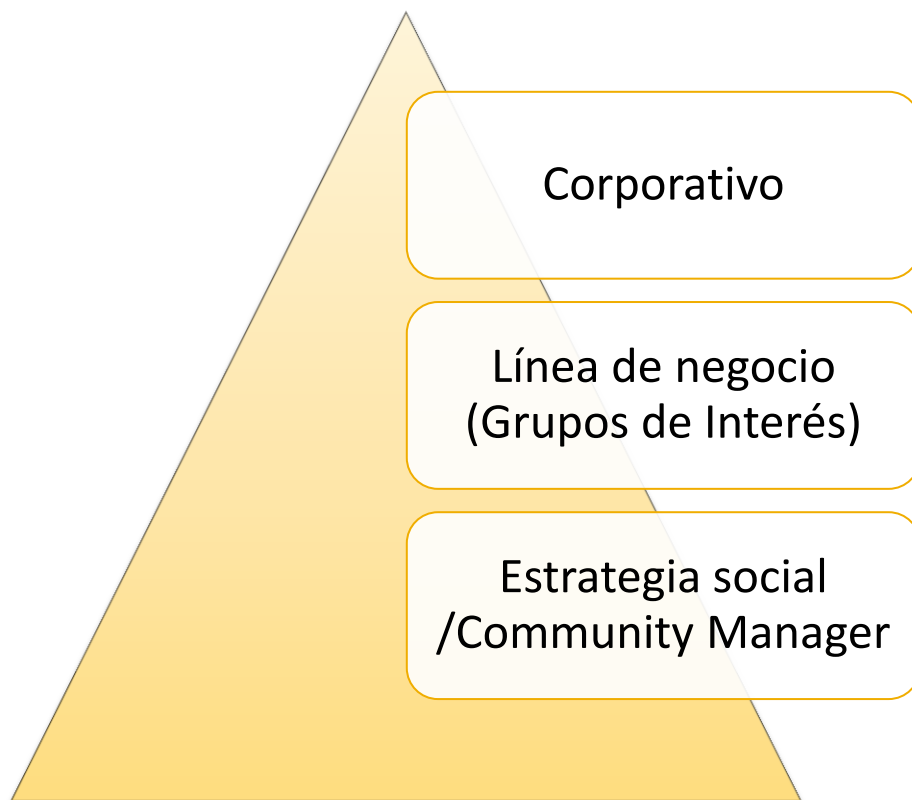 Corporativo
Línea de negocio
(Grupos de Interés)
Estrategia social
/Community Manager